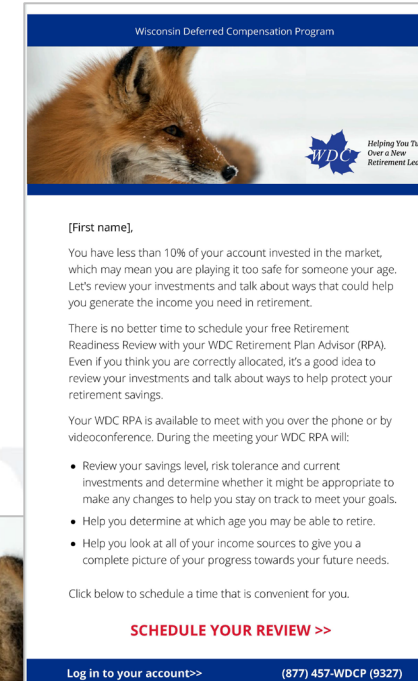 Wisconsin Deferred Compensation Program
WDC
Helping You
Over a New
Retirement
[First name],
You have less than 10% of your account invested in the market,
which may mean you are playing it too safe for someone your age.
Let's review your investments and talk about ways that could help
you generate the income you need in retirement.
There is no better time to schedule your free Retirement
Readiness Review with your WDC Retirement Plan Advisor (RPA).
Even if you think you are correctly allocated, it's a good idea to
review your investments and talk about ways to help protect your
retirement savings.
Your WDC RPA is available to meet with you over the phone or by
videoconference. During the meeting your WDC RPA will:
• Review your savings level, risk tolerance and current
investments and determine whether it might be appropriate to
make any changes to help you stay on track to meet your goals.
• Help you determine at which age you may be able to retire.
• Help you look at all of your income sources to give you a
complete picture of your progress towards your future needs.
Click below to schedule a time that is convenient for you.
SCHEDULE YOUR REVIEW >>
Log in to your account>>
(877) 457-WDCP (9327)